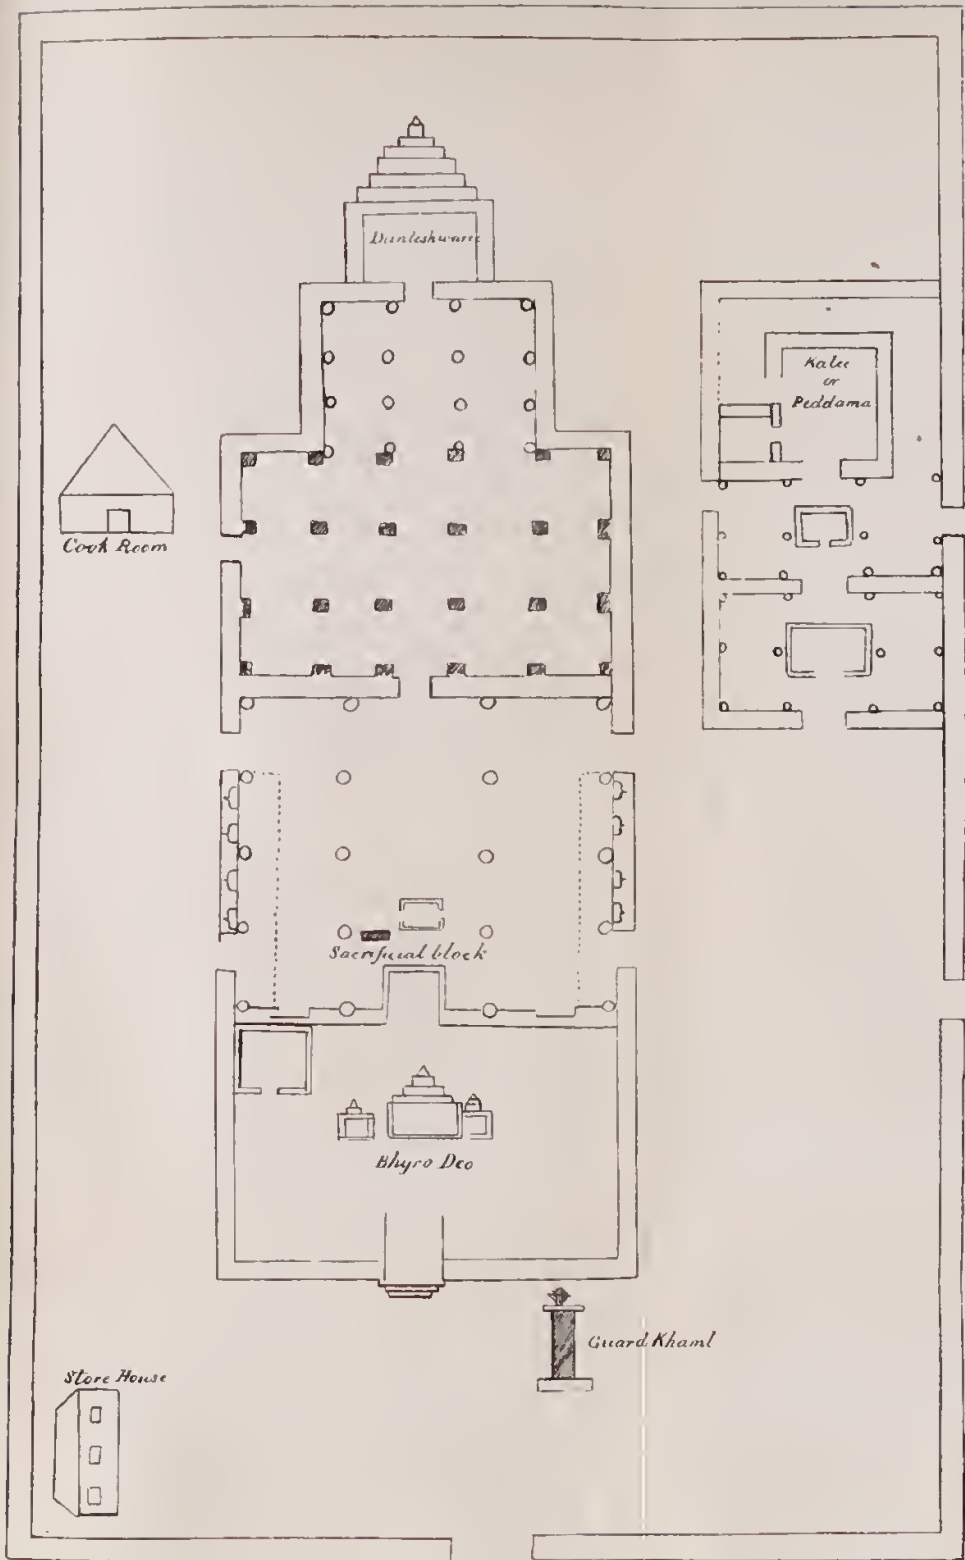 Danteshwaree
Kalee
or
Peddama
Cook Room
Sacrificial block
Bhyro Deo
Guard Khaml
Store House